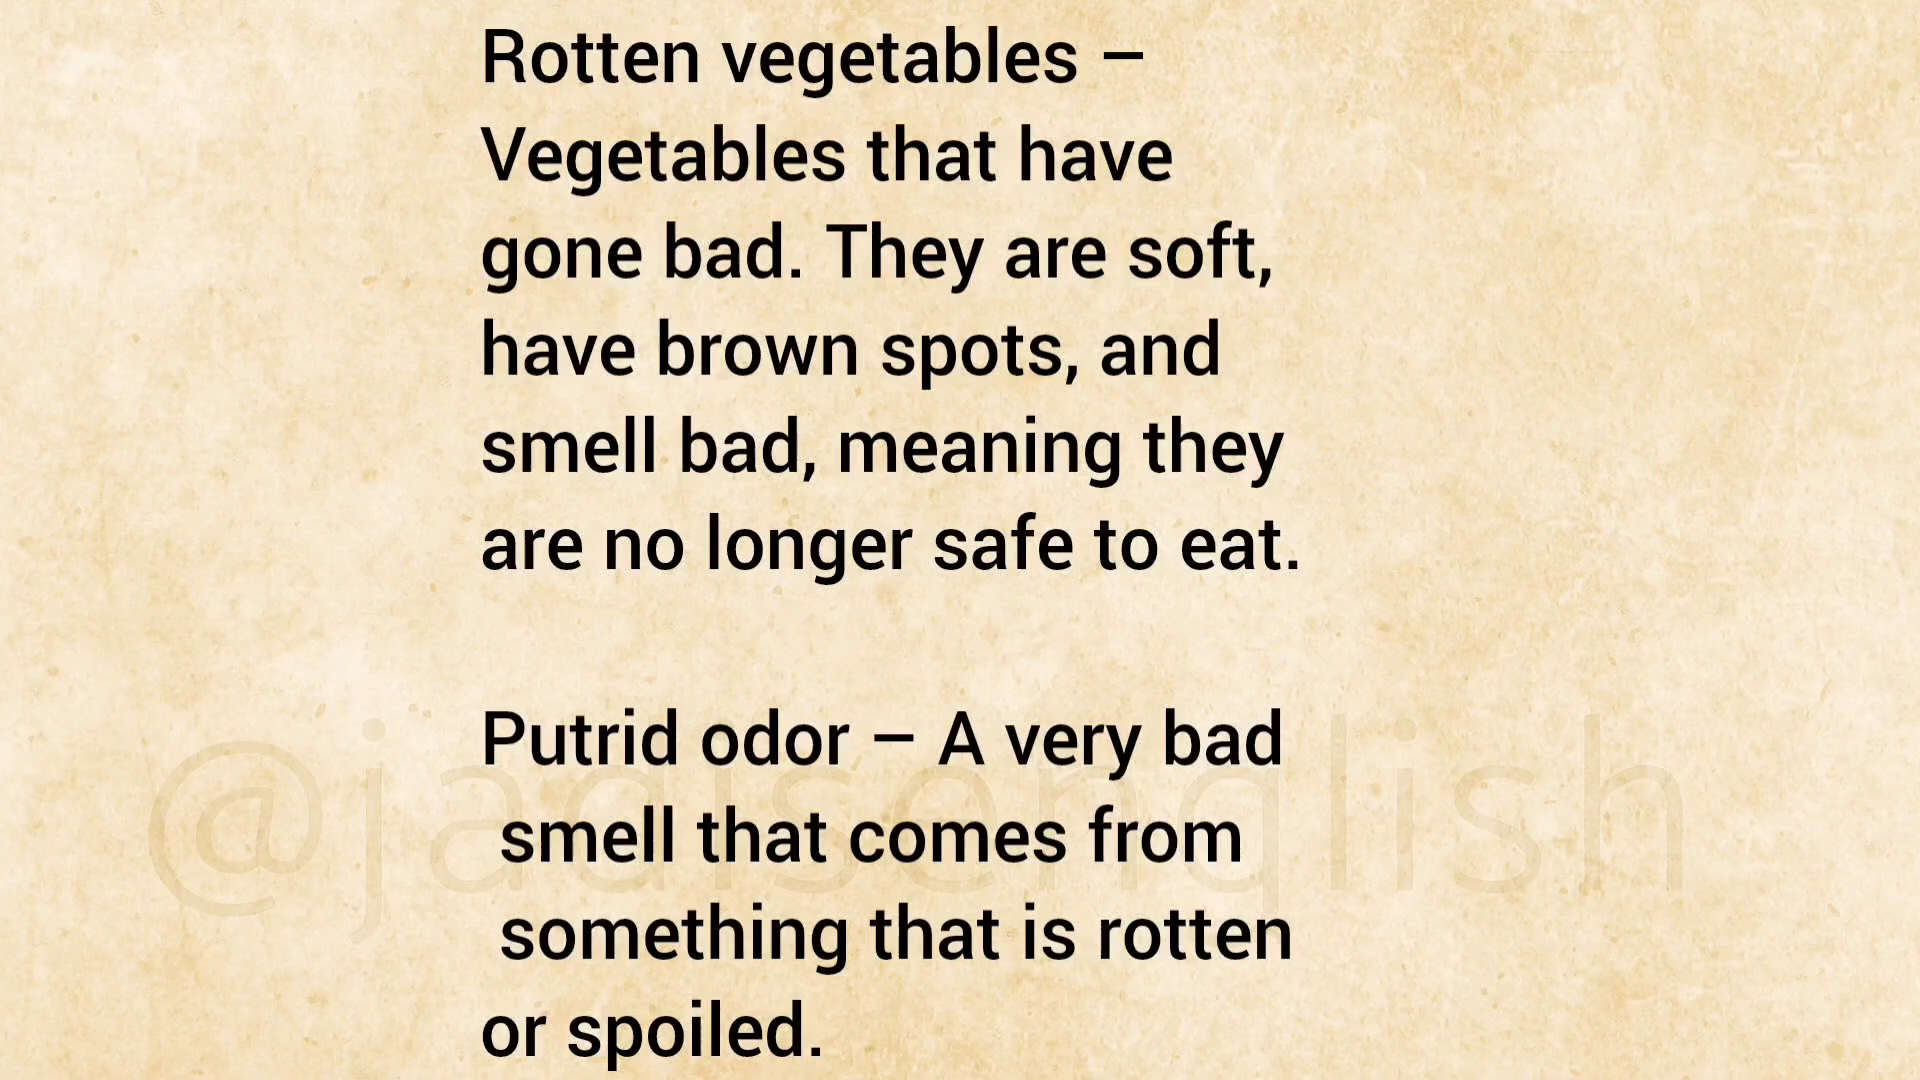 Rotten vegetables –
Vegetables that have
gone bad. They are soft,
have brown spots, and
smell bad, meaning they
are no longer safe to eat.
Putrid odor – A very bad
smell that comes from
something that is rotten
or spoiled.
@jadisenglish